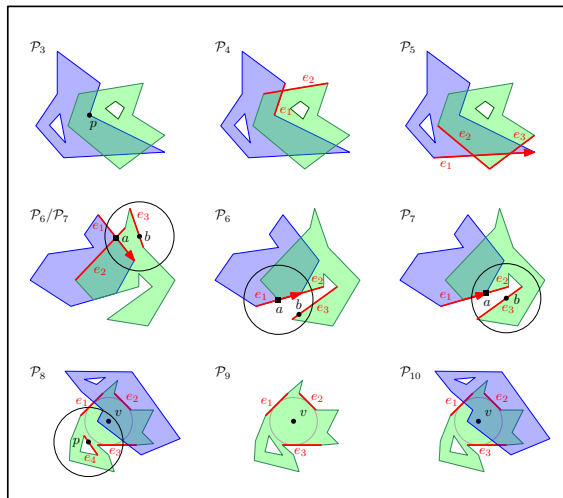 P₃ P₄ P₅
p e₁ e₂ e₁ e₂ e₃
P₆/P₇ P₆ P₇
e₁ e₃ a b e₂
e₁ e₂ a b e₃
e₁ e₂ a b e₃
P₈ P₉ P₁₀
e₁ e₂ v p e₃ e₄
e₁ e₂ v e₃
e₁ e₂ v e₃